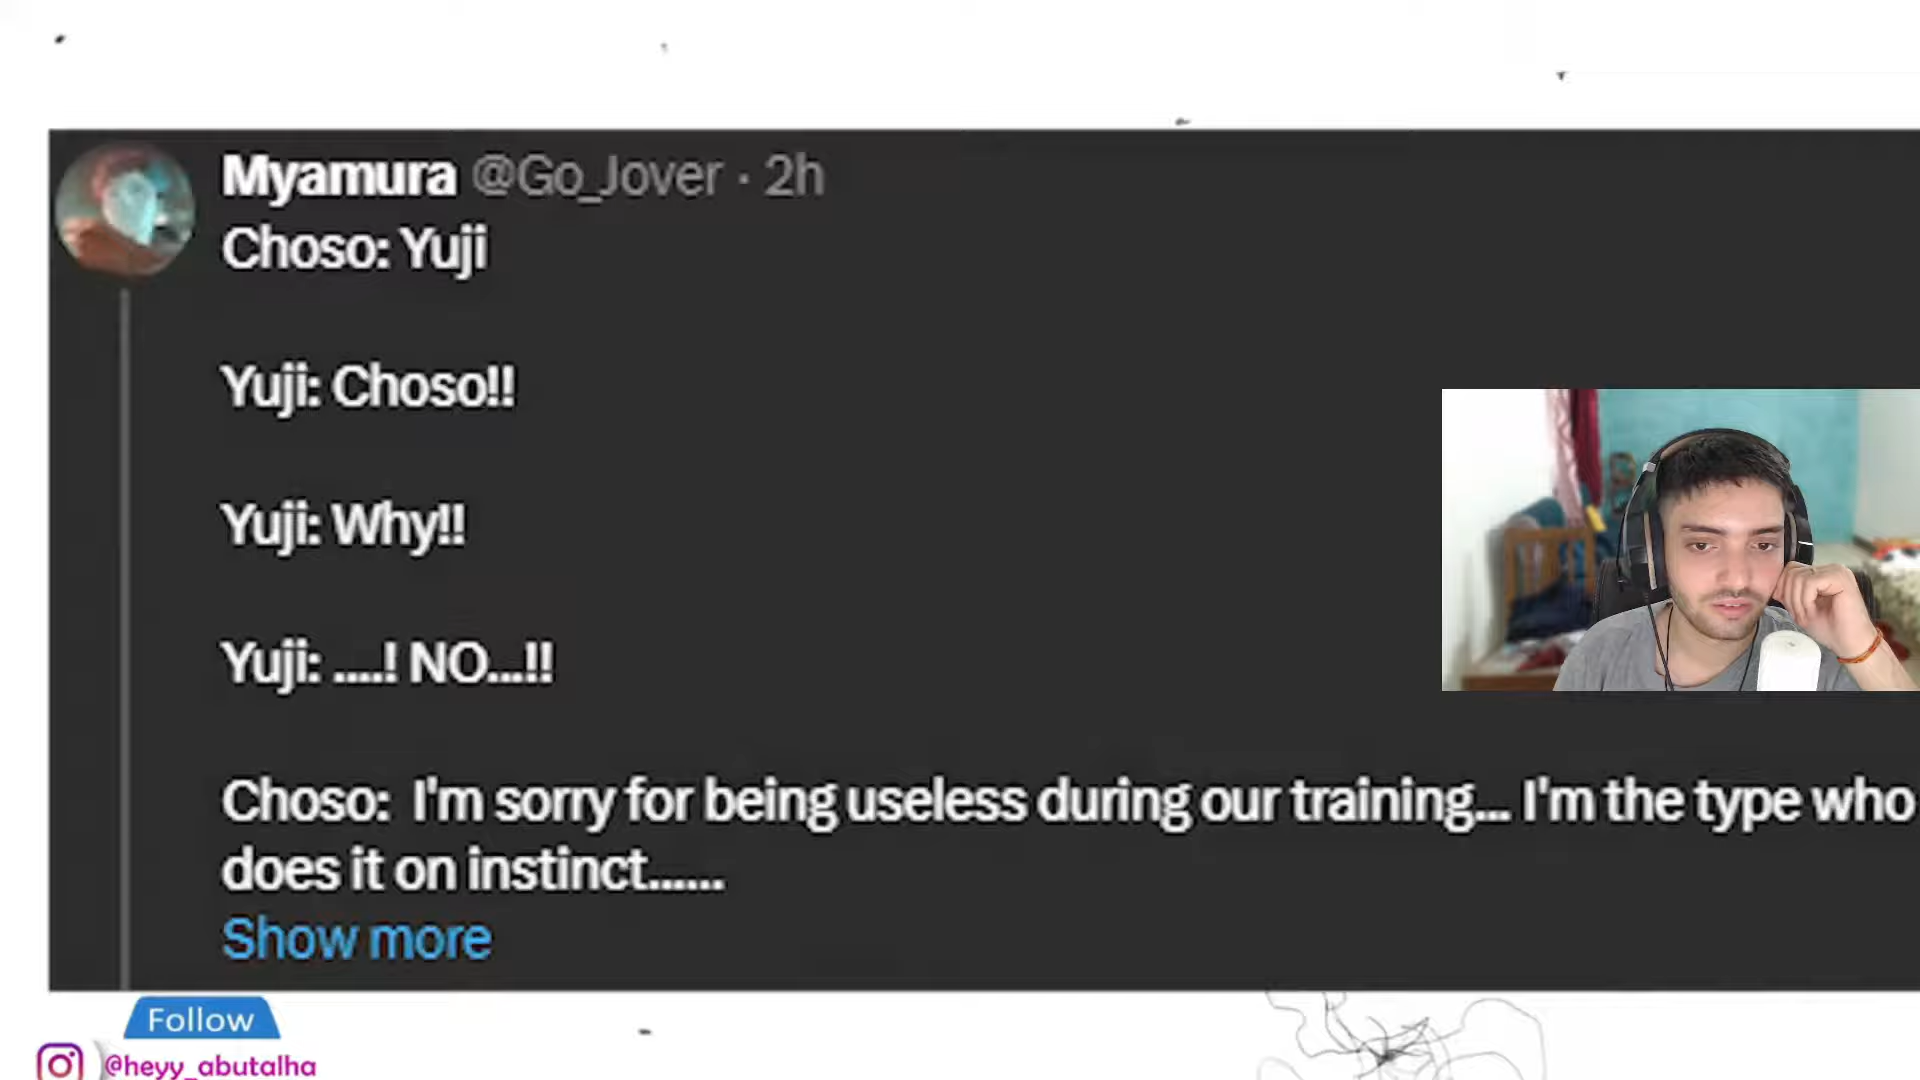 Myamura @Go_Jover · 2h
Choso: Yuji
Yuji: Choso!!
Yuji: Why!!
Yuji: ....! NO...!!
Choso:  I'm sorry for being useless during our training... I'm the type who
does it on instinct......
Show more
Follow
@heyy_abutalha